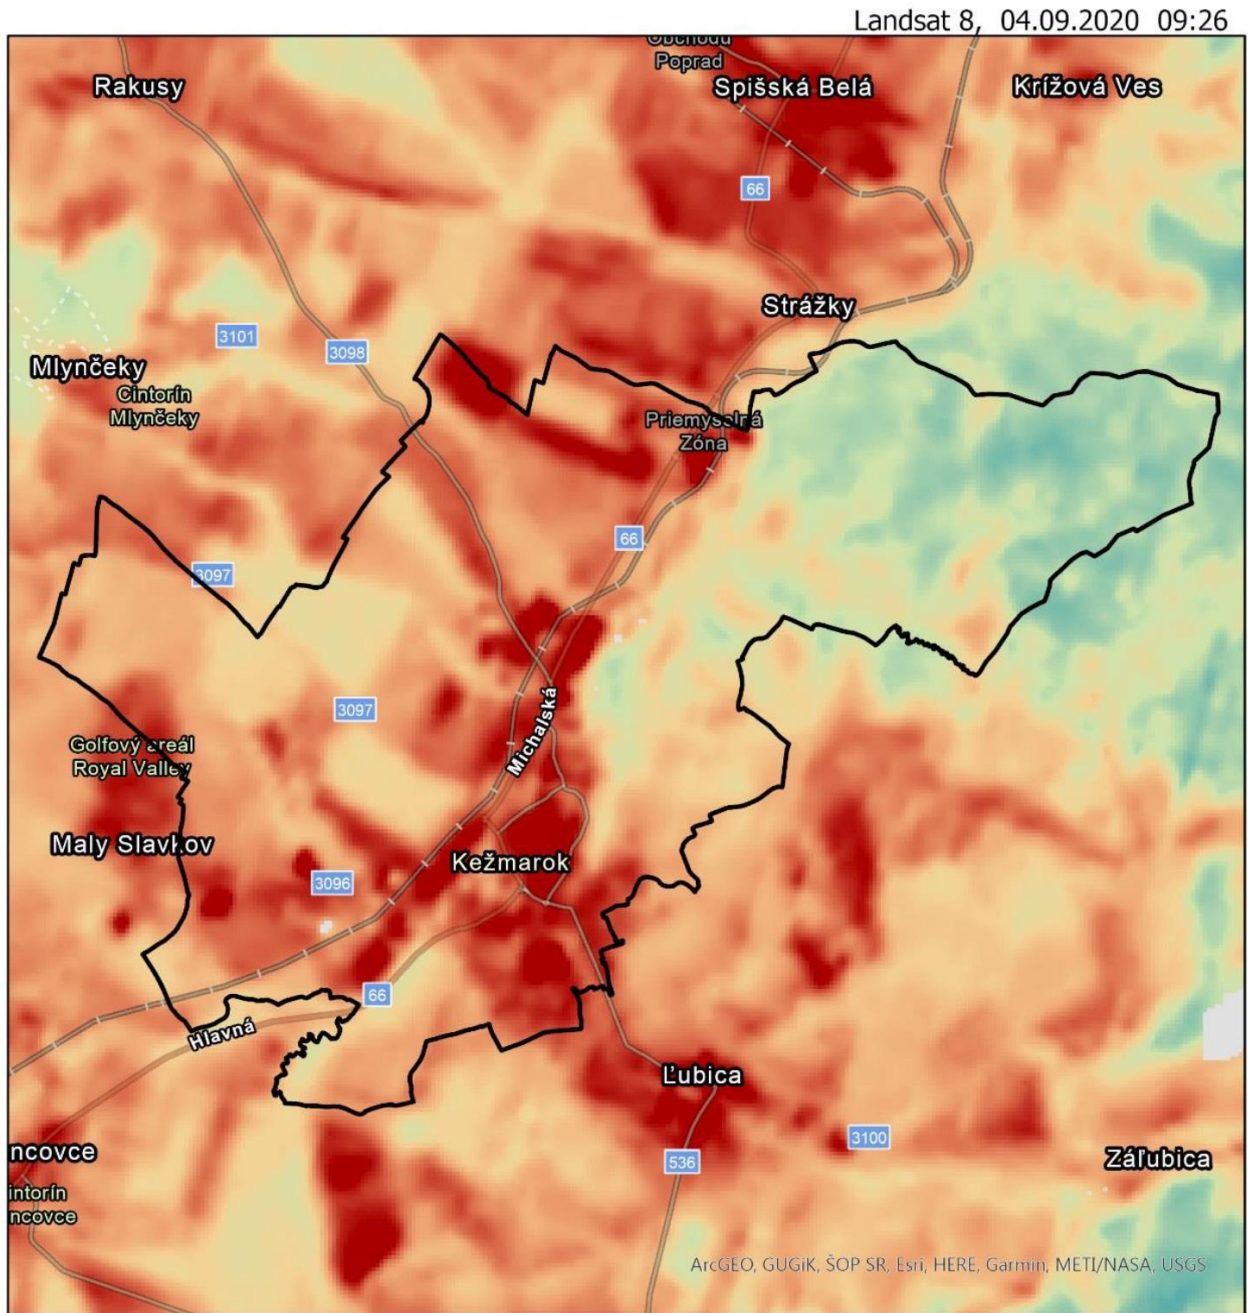 Landsat 8, 04.09.2020 09:26
Obchodu
Poprad
Rakusy
Spišská Belá
Krížová Ves
66
Strážky
3101
3098
Mlynčeky
Cintorín
Mlynčeky
Priemyselná
Zóna
66
3097
3097
Michalská
Golfový areál
Royal Valley
Maly Slavkov
Kežmarok
3096
66
Hlavná
Ľubica
3100
ncovce
536
Záľubica
intorín
ncovce
ArcGEO, GUGiK, ŠOP SR, Esri, HERE, Garmin, METI/NASA, USGS